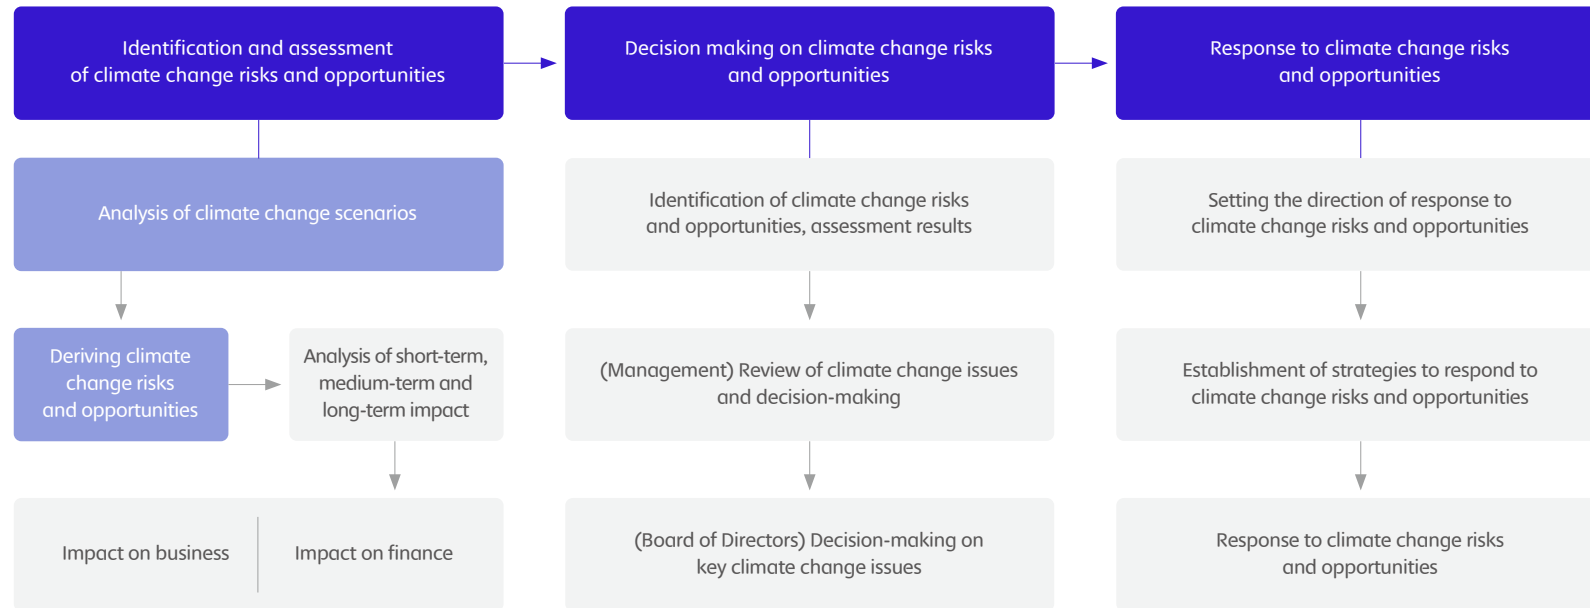 Identification and assessment
of climate change risks and opportunities
Decision making on climate change risks
and opportunities
Response to climate change risks
and opportunities
Analysis of climate change scenarios
Identification of climate change risks
and opportunities, assessment results
Setting the direction of response to
climate change risks and opportunities
Deriving climate
change risks
and opportunities
Analysis of short-term,
medium-term and
long-term impact
(Management) Review of climate change issues
and decision-making
Establishment of strategies to respond to
climate change risks and opportunities
Impact on business
Impact on finance
(Board of Directors) Decision-making on
key climate change issues
Response to climate change risks
and opportunities